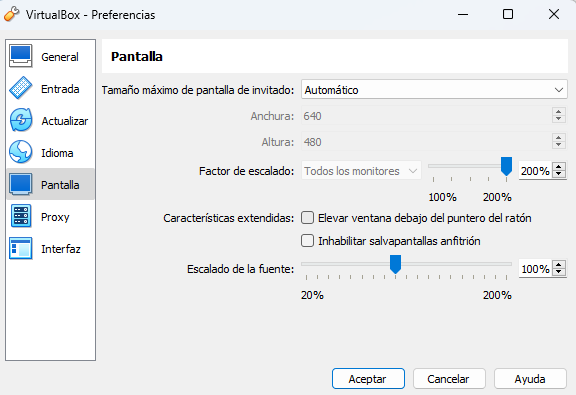 VirtualBox - Preferencias
General
Entrada
Actualizar
Idioma
Pantalla
Proxy
Interfaz
Pantalla
Tamaño máximo de pantalla de invitado: Automático
Anchura: 640
Altura: 480
Factor de escalado: Todos los monitores 200%
100% 200%
Características extendidas: Elevar ventana debajo del puntero del ratón
Inhabilitar salvapantallas anfitrión
Escalado de la fuente: 100%
20% 200%
Aceptar Cancelar Ayuda